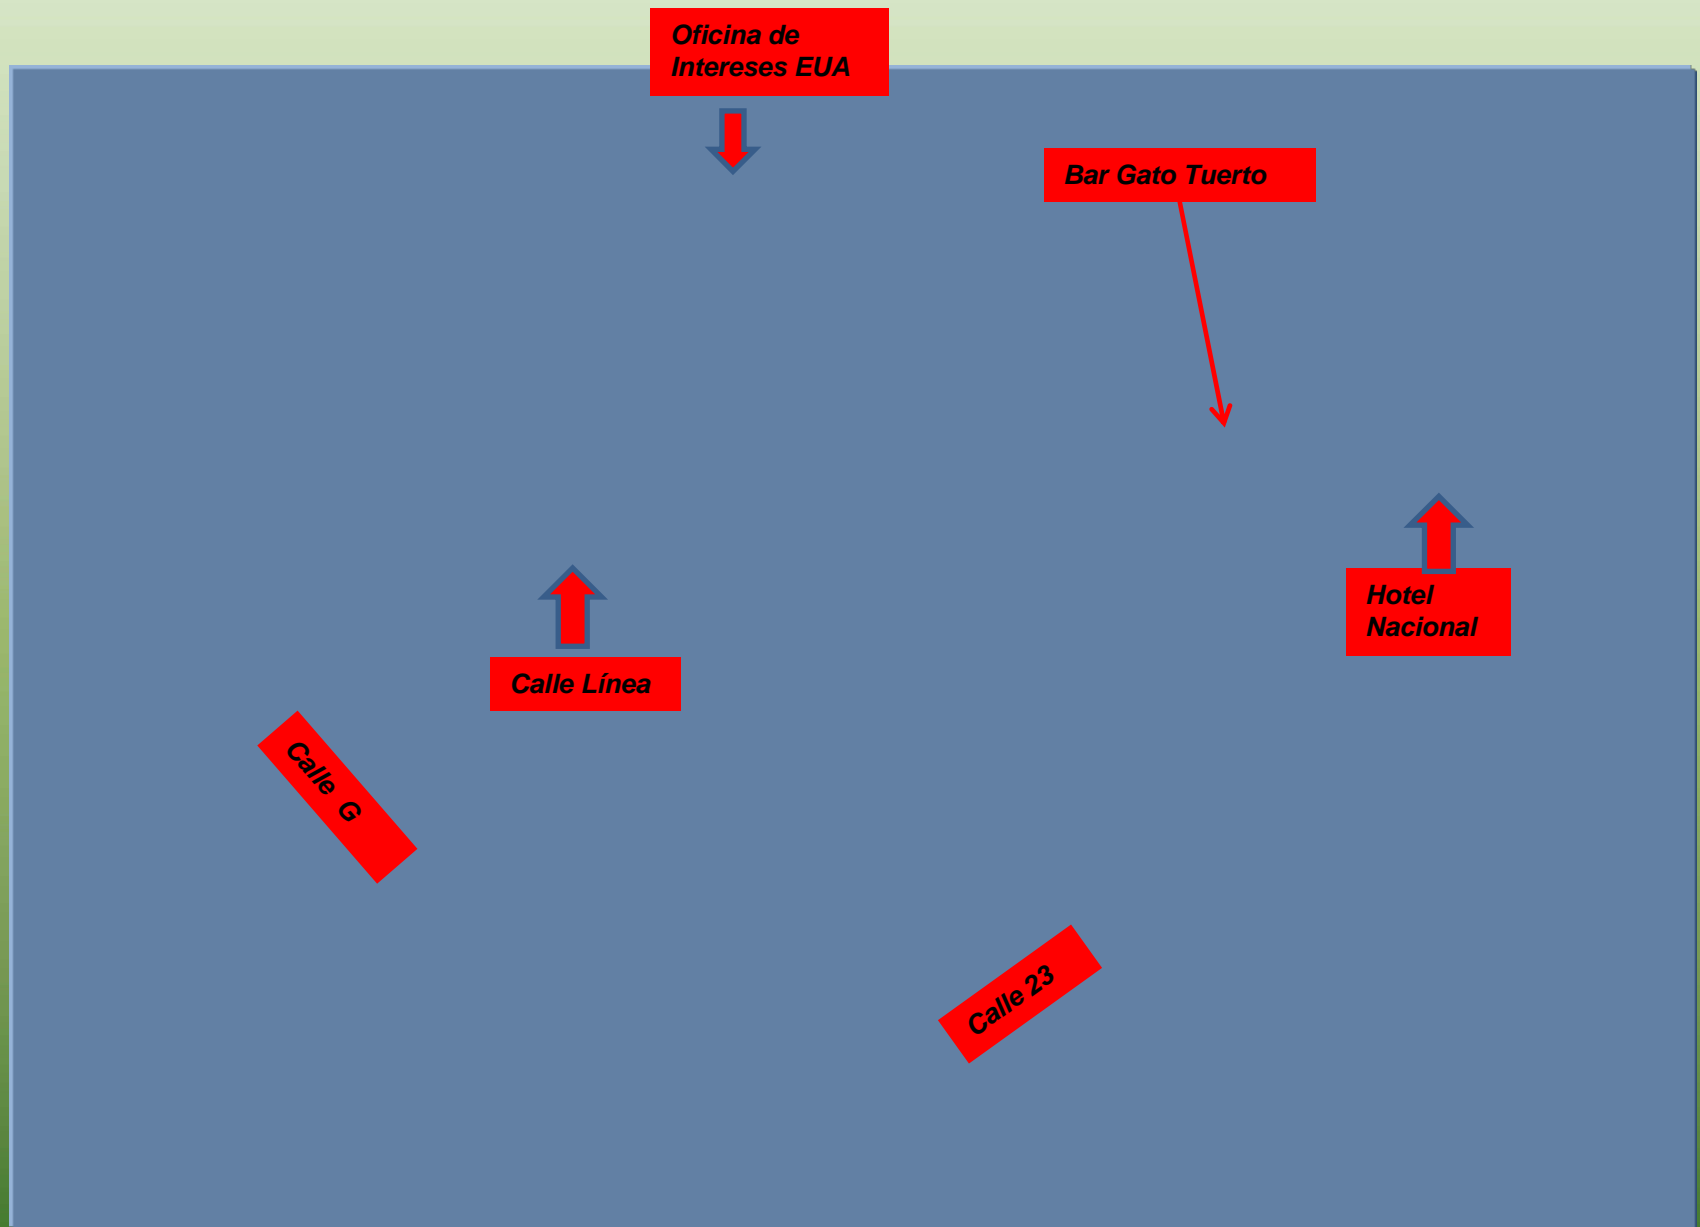 Oficina de
Intereses EUA
Bar Gato Tuerto
Hotel
Nacional
Calle Línea
Calle G
Calle 23